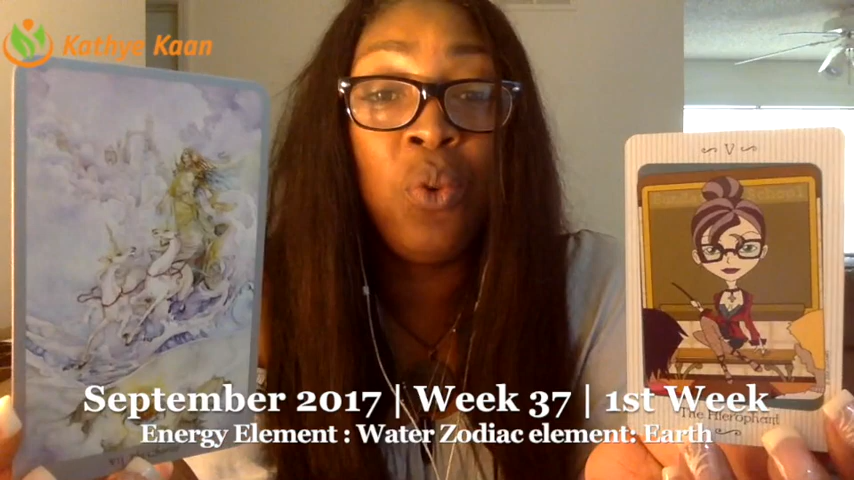 Kathye Kaan
V
September 2017 | Week 37 | 1st Week
Energy Element : Water Zodiac element: Earth
The Hierophant